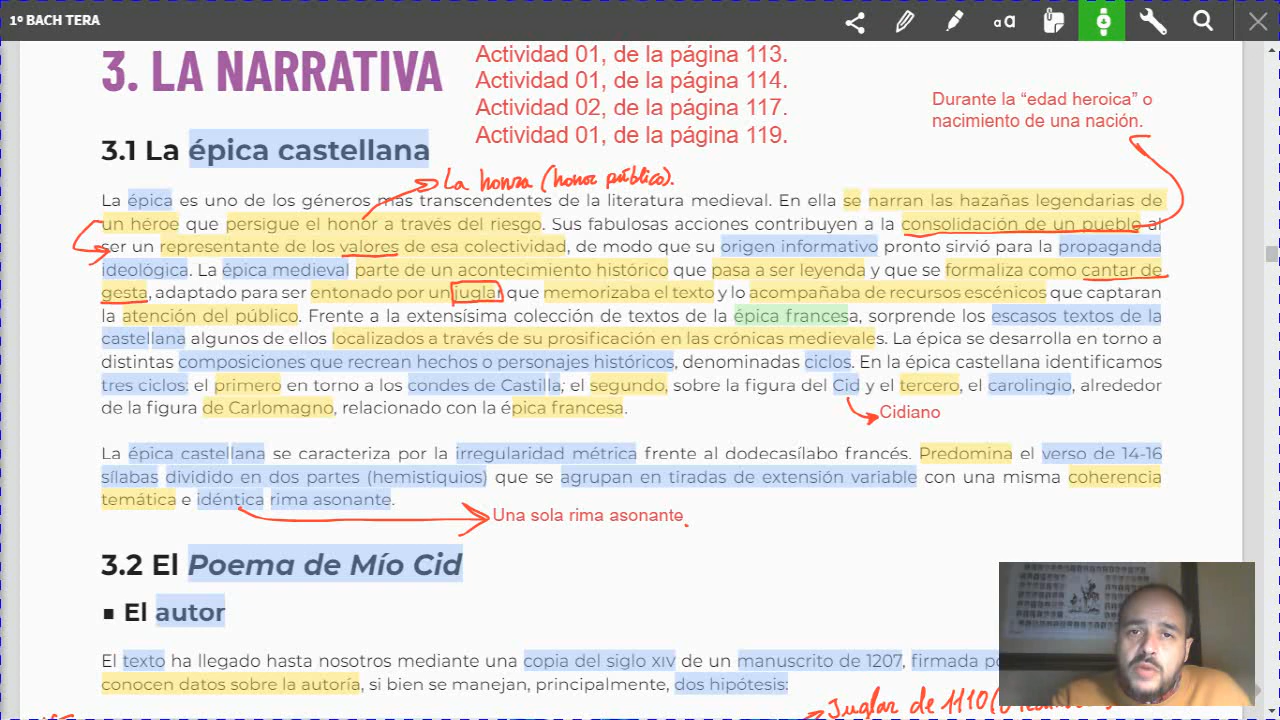 1º BACH TERA
aA
3. LA NARRATIVA
Actividad 01, de la página 113.
Actividad 01, de la página 114.
Actividad 02, de la página 117.
Actividad 01, de la página 119.
Durante la “edad heroica” o
nacimiento de una nación.
3.1 La épica castellana
La honra (honor público).
La épica es uno de los géneros más transcendentes de la literatura medieval. En ella se narran las hazañas legendarias de
un héroe que persigue el honor a través del riesgo. Sus fabulosas acciones contribuyen a la consolidación de un pueble al
ser un representante de los valores de esa colectividad, de modo que su origen informativo pronto sirvió para la propaganda
ideológica. La épica medieval parte de un acontecimiento histórico que pasa a ser leyenda y que se formaliza como cantar de
gesta, adaptado para ser entonado por un juglar que memorizaba el texto y lo acompañaba de recursos escénicos que captaran
la atención del público. Frente a la extensísima colección de textos de la épica francesa, sorprende los escasos textos de la
castellana algunos de ellos localizados a través de su prosificación en las crónicas medievales. La épica se desarrolla en torno a
distintas composiciones que recrean hechos o personajes históricos, denominadas ciclos. En la épica castellana identificamos
tres ciclos: el primero en torno a los condes de Castilla; el segundo, sobre la figura del Cid y el tercero, el carolingio, alrededor
de la figura de Carlomagno, relacionado con la épica francesa.
Cidiano
La épica castellana se caracteriza por la irregularidad métrica frente al dodecasílabo francés. Predomina el verso de 14-16
sílabas dividido en dos partes (hemistiquios) que se agrupan en tiradas de extensión variable con una misma coherencia
temática e idéntica rima asonante.
Una sola rima asonante.
3.2 El Poema de Mío Cid
■ El autor
El texto ha llegado hasta nosotros mediante una copia del siglo XIV de un manuscrito de 1207, firmada
conocen datos sobre la autoría, si bien se manejan, principalmente, dos hipótesis:
Juglar de 1110